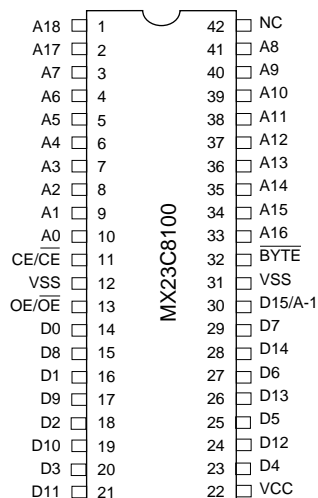 A18 1 42 NC
A17 2 41 A8
A7 3 40 A9
A6 4 39 A10
A5 5 38 A11
A4 6 37 A12
A3 7 36 A13
A2 8 35 A14
A1 9 34 A15
A0 10 33 A16
CE/C̅E̅ 11 32 B̅Y̅T̅E̅
VSS 12 31 VSS
OE/O̅E̅ 13 30 D15/A-1
D0 14 29 D7
D8 15 28 D14
D1 16 27 D6
D9 17 26 D13
D2 18 25 D5
D10 19 24 D12
D3 20 23 D4
D11 21 22 VCC
MX23C8100